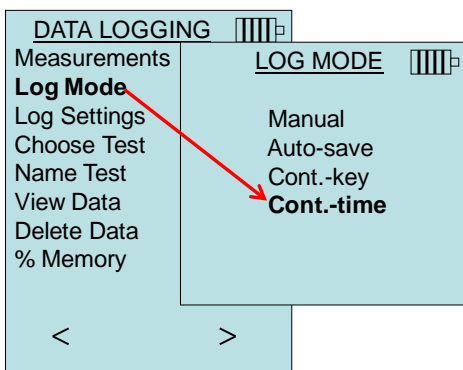 DATA LOGGING
Measurements
Log Mode
Log Settings
Choose Test
Name Test
View Data
Delete Data
% Memory
< >
LOG MODE
Manual
Auto-save
Cont.-key
Cont.-time